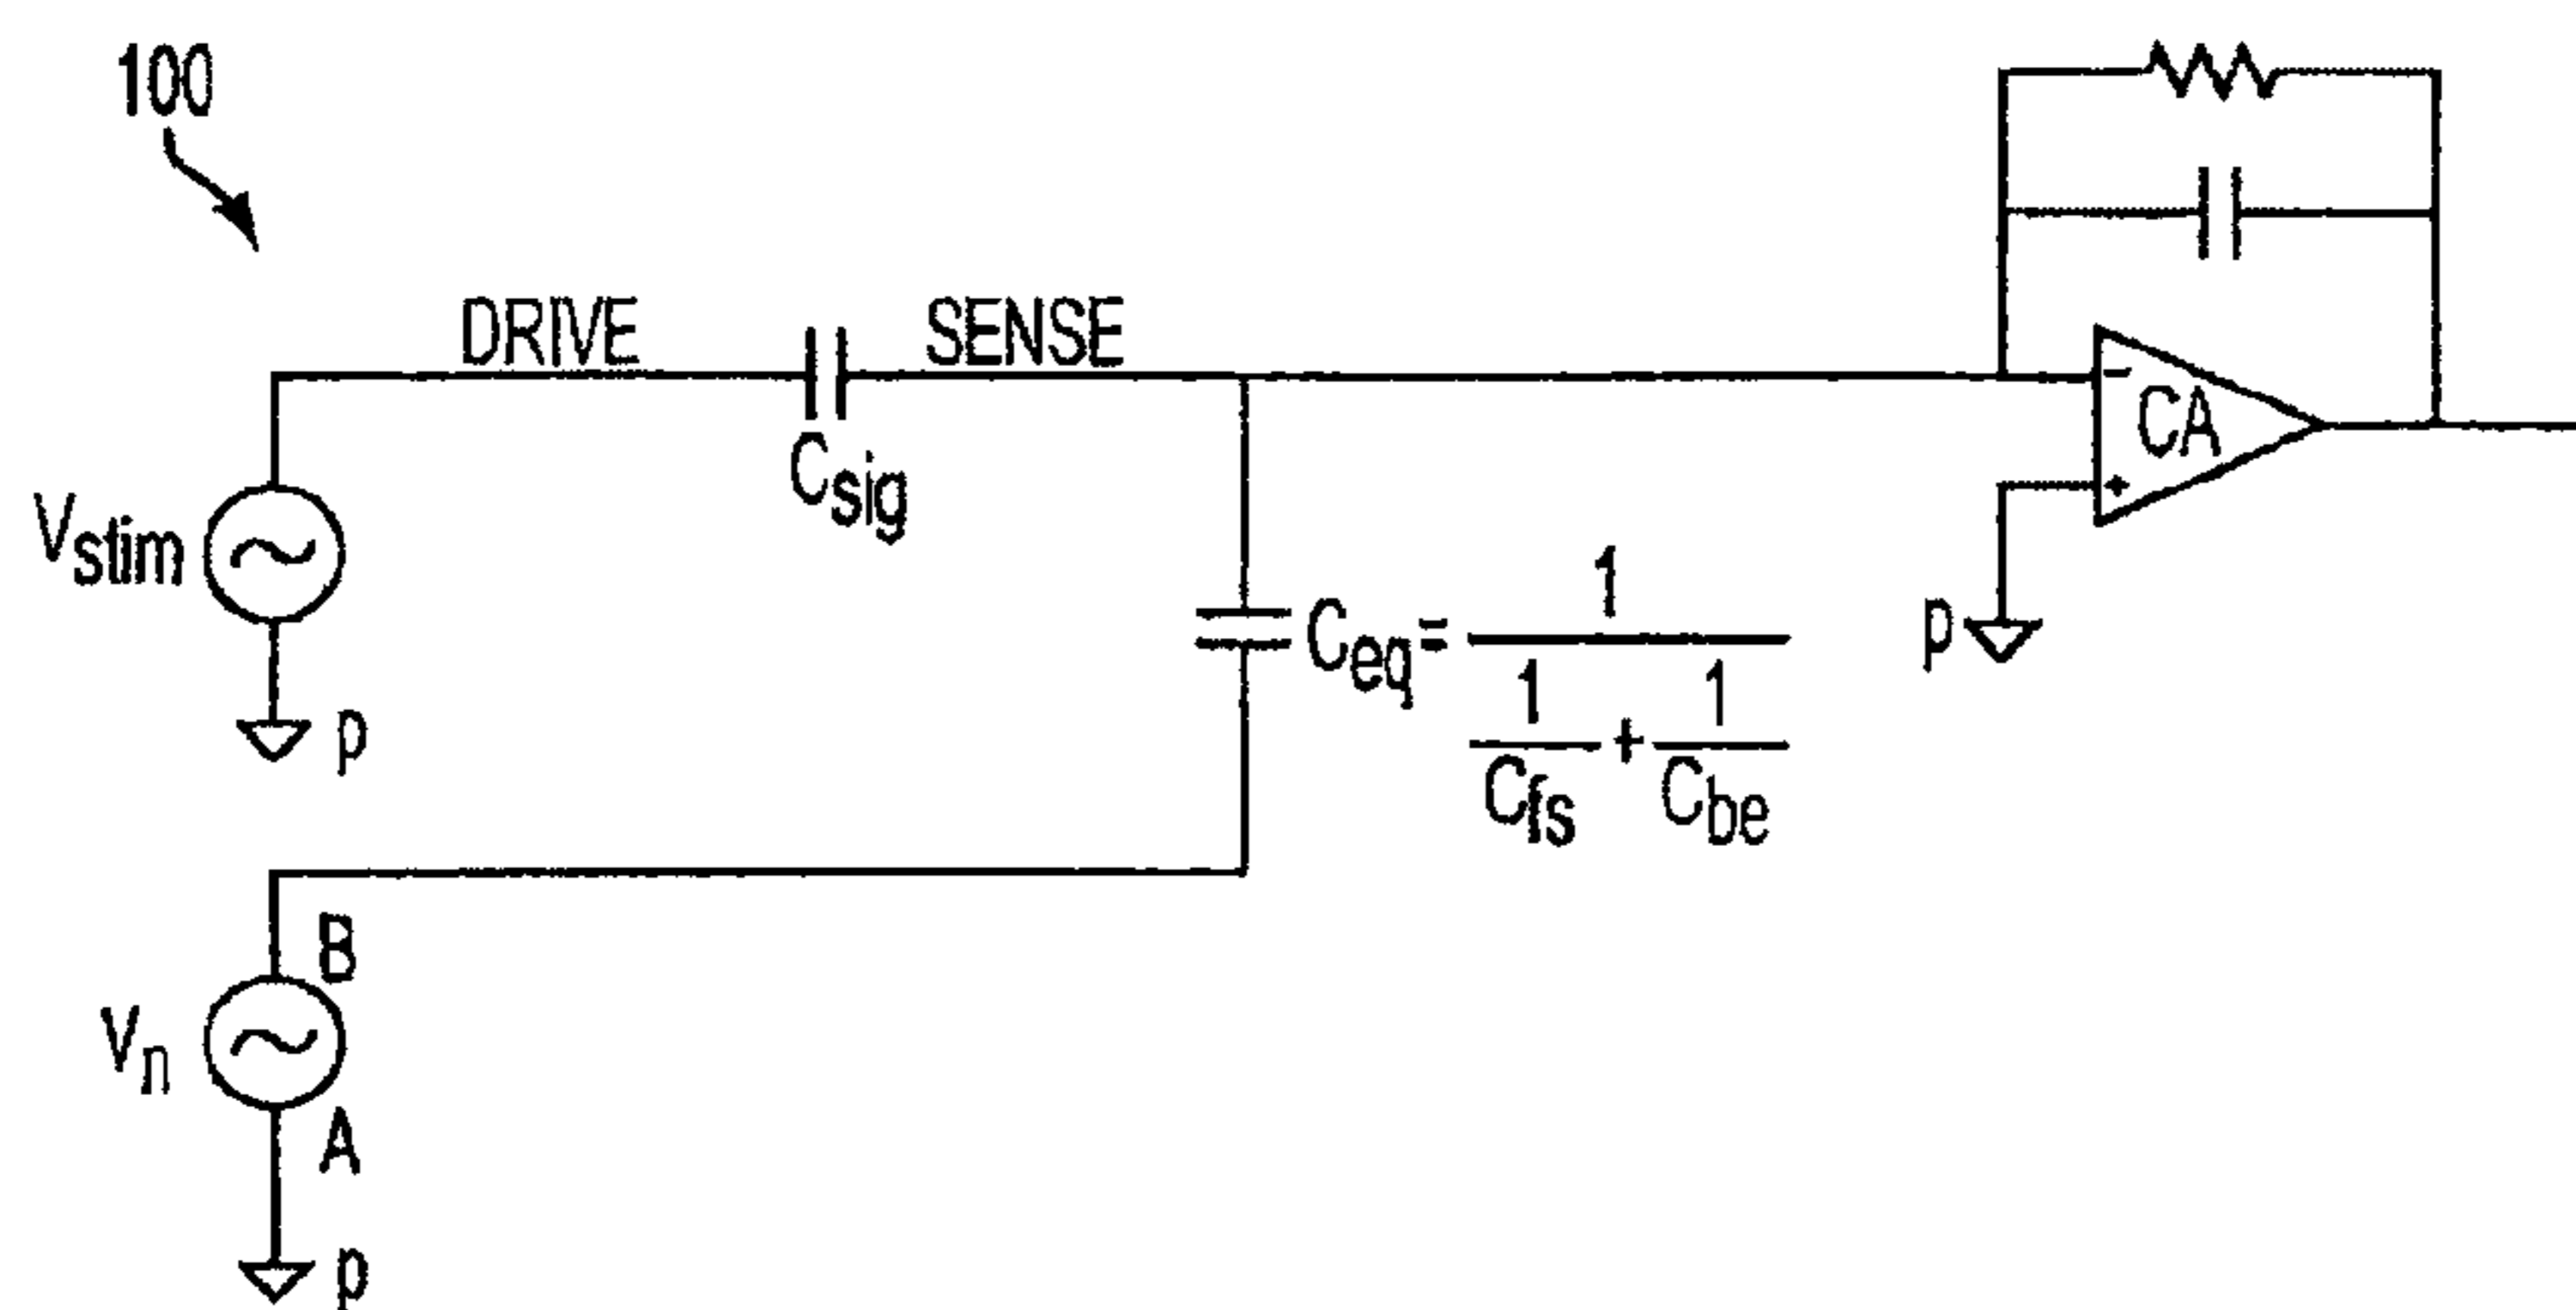 100
DRIVE
SENSE
Csig
Vstim
p
- CA +
p
Ceq = 1 / (1/Cfs + 1/Cbe)
B
Vn
A
p